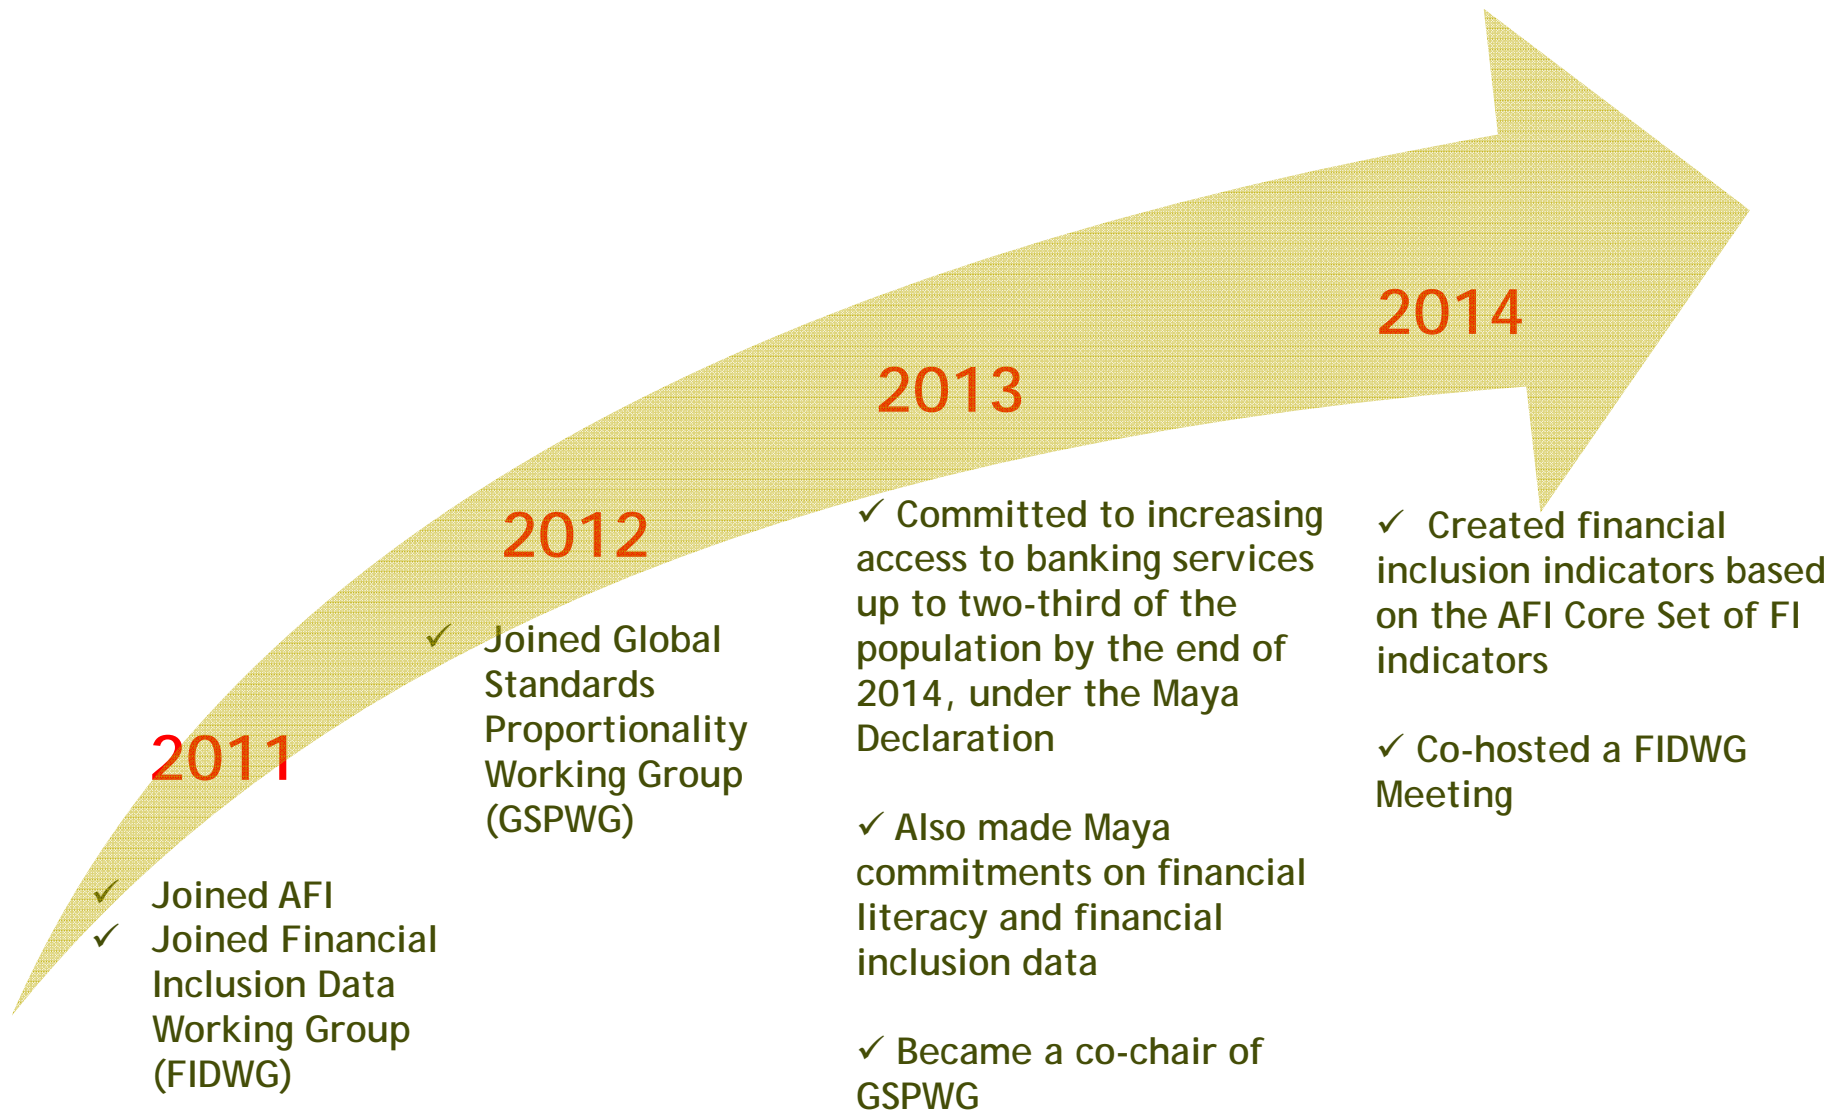 2011
✓ Joined AFI
✓ Joined Financial
Inclusion Data
Working Group
(FIDWG)
2012
✓ Joined Global
Standards
Proportionality
Working Group
(GSPWG)
2013
✓ Committed to increasing
access to banking services
up to two-third of the
population by the end of
2014, under the Maya
Declaration
✓ Also made Maya
commitments on financial
literacy and financial
inclusion data
✓ Became a co-chair of
GSPWG
2014
✓ Created financial
inclusion indicators based
on the AFI Core Set of FI
indicators
✓ Co-hosted a FIDWG
Meeting